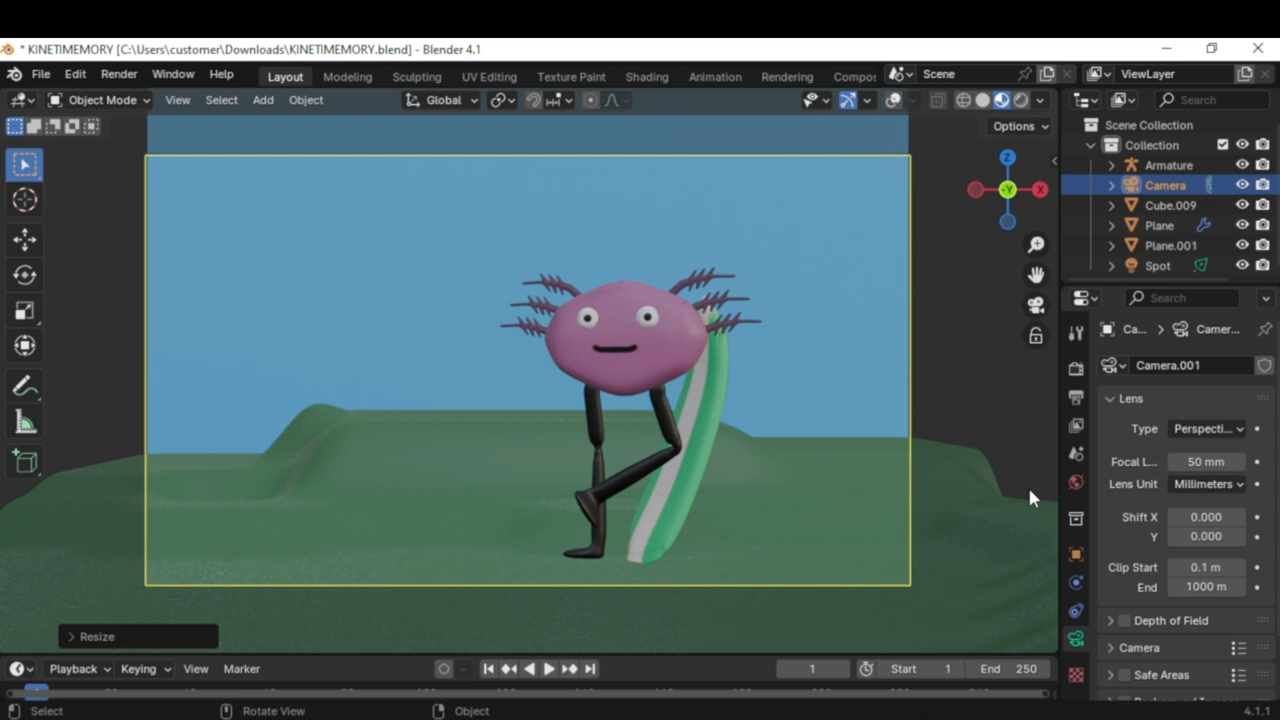 * KINETIMEMORY [C:\Users\customer\Downloads\KINETIMEMORY.blend] - Blender 4.1
File Edit Render Window Help Layout Modeling Sculpting UV Editing Texture Paint Shading Animation Rendering Compos Scene ViewLayer
Object Mode View Select Add Object Global Search
Options
Scene Collection
Collection
Armature
Camera
Cube.009
Plane
Plane.001
Spot
Z
-Y X
Search
Ca... Camer...
Camera.001
Lens
Type Perspecti...
Focal L... 50 mm
Lens Unit Millimeters
Shift X 0.000
Y 0.000
Clip Start 0.1 m
End 1000 m
Depth of Field
Camera
Safe Areas
Resize
Playback Keying View Marker 1 Start 1 End 250
Select Rotate View Object 4.1.1